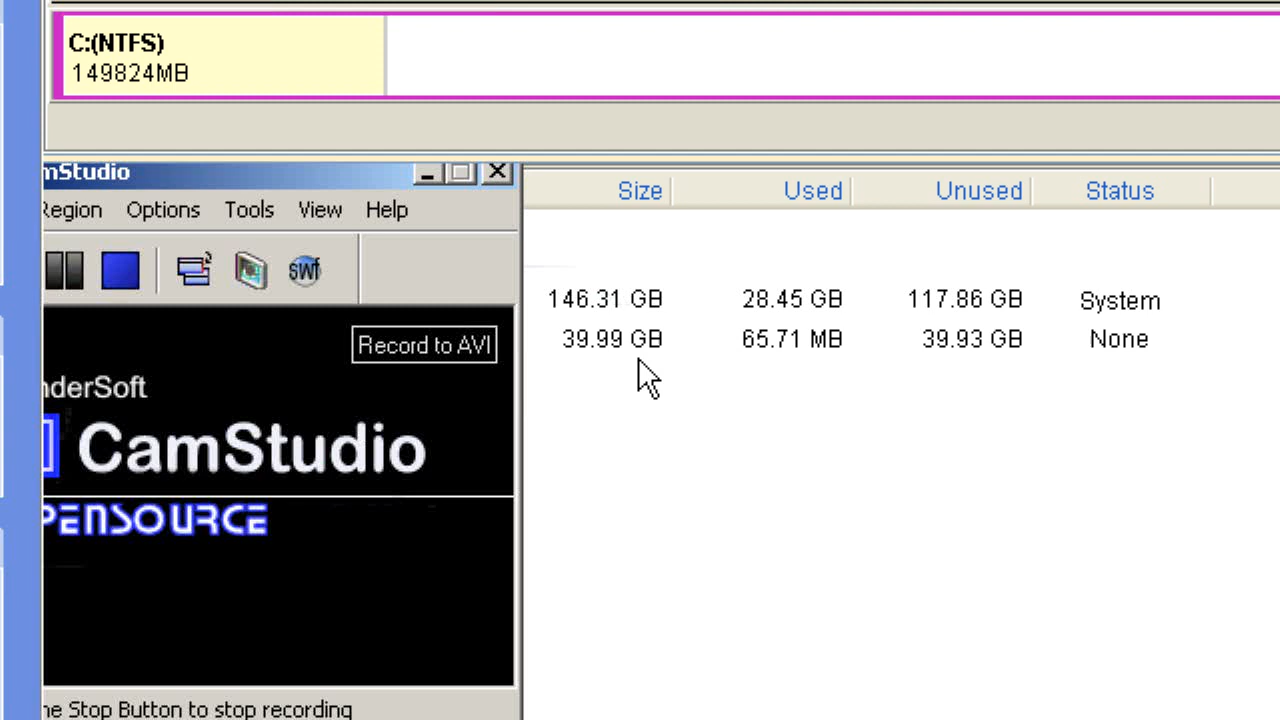 C:(NTFS)
149824MB
mStudio
Region Options Tools View Help
swf
Record to AVI
nderSoft
CamStudio
PENSOURCE
he Stop Button to stop recording
Size Used Unused Status
146.31 GB 28.45 GB 117.86 GB System
39.99 GB 65.71 MB 39.93 GB None